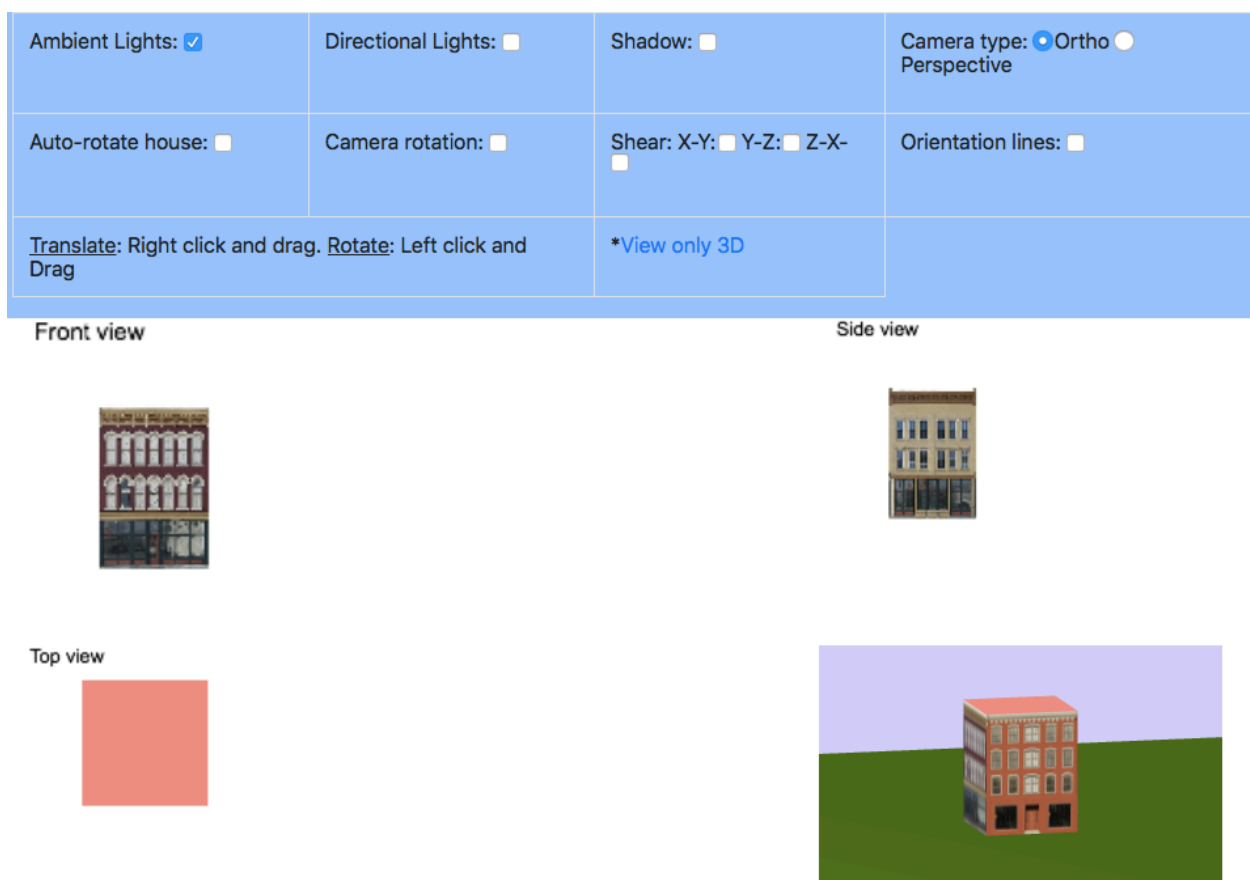 Ambient Lights:
Directional Lights:
Shadow:
Camera type: Ortho
Perspective
Auto-rotate house:
Camera rotation:
Shear: X-Y: Y-Z: Z-X-
Orientation lines:
Translate: Right click and drag. Rotate: Left click and
Drag
*View only 3D
Front view
Side view
Top view